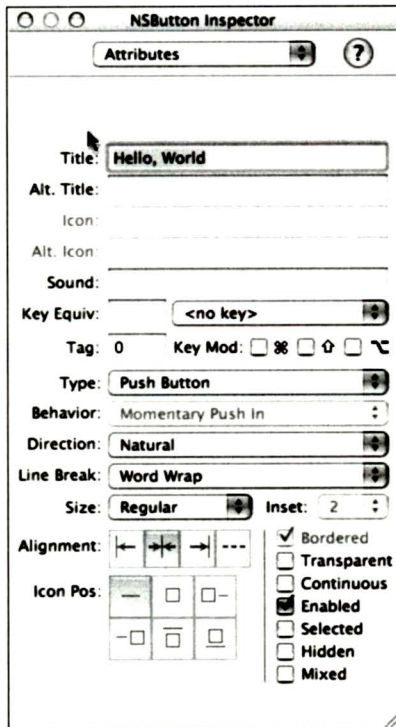 NSButton Inspector
Attributes
?
Title: Hello, World
Alt. Title:
Icon:
Alt. Icon:
Sound:
Key Equiv: <no key>
Tag: 0 Key Mod: ⌘ ⇧ ⌥
Type: Push Button
Behavior: Momentary Push In
Direction: Natural
Line Break: Word Wrap
Size: Regular Inset: 2
Alignment:
Bordered
Transparent
Continuous
Enabled
Selected
Hidden
Mixed
Icon Pos: